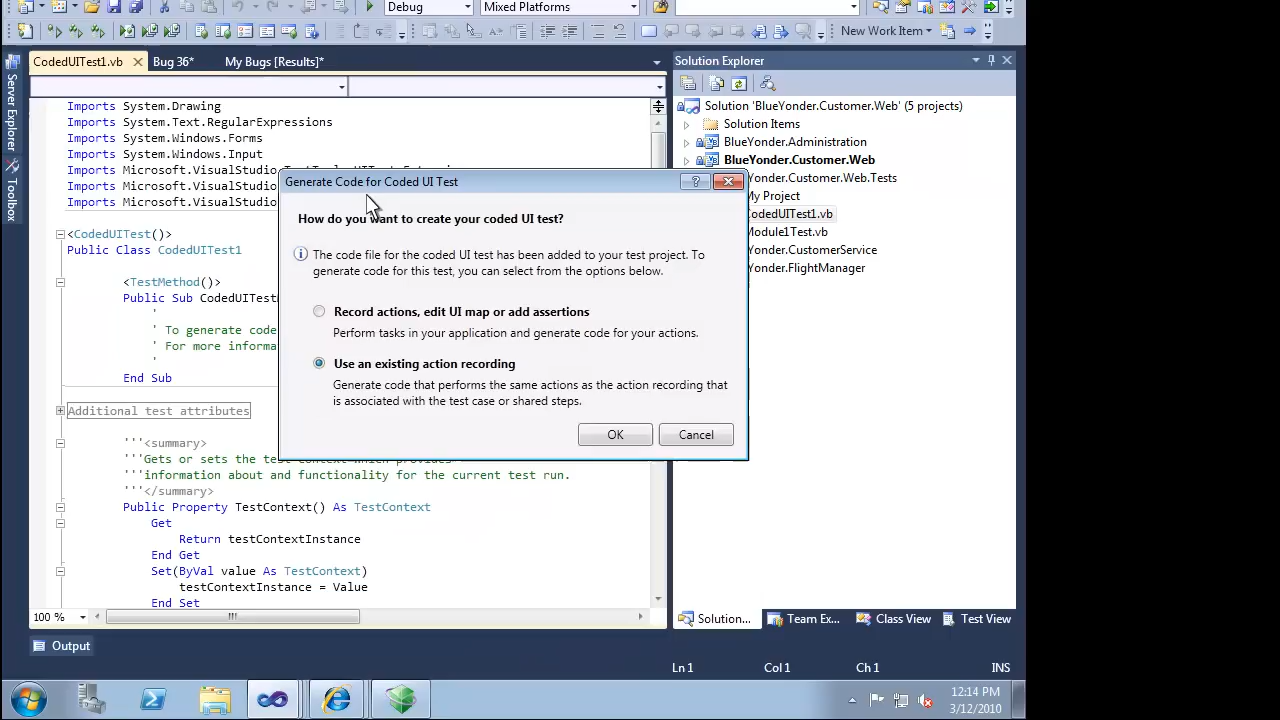 Debug
Mixed Platforms
New Work Item
CodedUITest1.vb
Bug 36*
My Bugs [Results]*
Solution Explorer
Server Explorer
Toolbox
Imports System.Drawing
Imports System.Text.RegularExpressions
Imports System.Windows.Forms
Imports System.Windows.Input
Imports Microsoft.VisualStudio
Imports Microsoft.VisualStudio
Imports Microsoft.VisualStudio
<CodedUITest()>
Public Class CodedUITest1
<TestMethod()>
Public Sub CodedUITest
'
' To generate code
' For more informa
'
End Sub
Additional test attributes
'''<summary>
'''Gets or sets the test context which provides
'''information about and functionality for the current test run.
'''</summary>
Public Property TestContext() As TestContext
Get
Return testContextInstance
End Get
Set(ByVal value As TestContext)
testContextInstance = Value
End Set
100 %
Generate Code for Coded UI Test
How do you want to create your coded UI test?
The code file for the coded UI test has been added to your test project. To
generate code for this test, you can select from the options below.
Record actions, edit UI map or add assertions
Perform tasks in your application and generate code for your actions.
Use an existing action recording
Generate code that performs the same actions as the action recording that
is associated with the test case or shared steps.
OK
Cancel
Solution 'BlueYonder.Customer.Web' (5 projects)
Solution Items
BlueYonder.Administration
BlueYonder.Customer.Web
Yonder.Customer.Web.Tests
My Project
CodedUITest1.vb
Module1Test.vb
Yonder.CustomerService
Yonder.FlightManager
Solution...
Team Ex...
Class View
Test View
Output
Ln 1
Col 1
Ch 1
INS
12:14 PM
3/12/2010